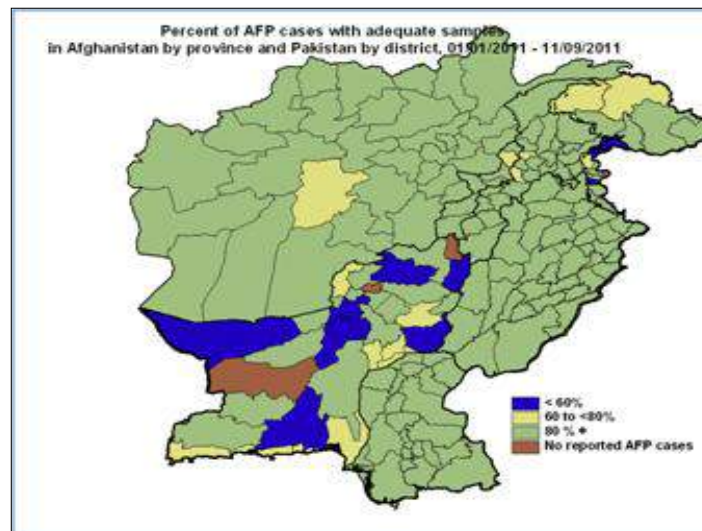 Percent of AFP cases with adequate samples
in Afghanistan by province and Pakistan by district, 01/01/2011 - 11/09/2011
< 60%
60 to <80%
80 % +
No reported AFP cases